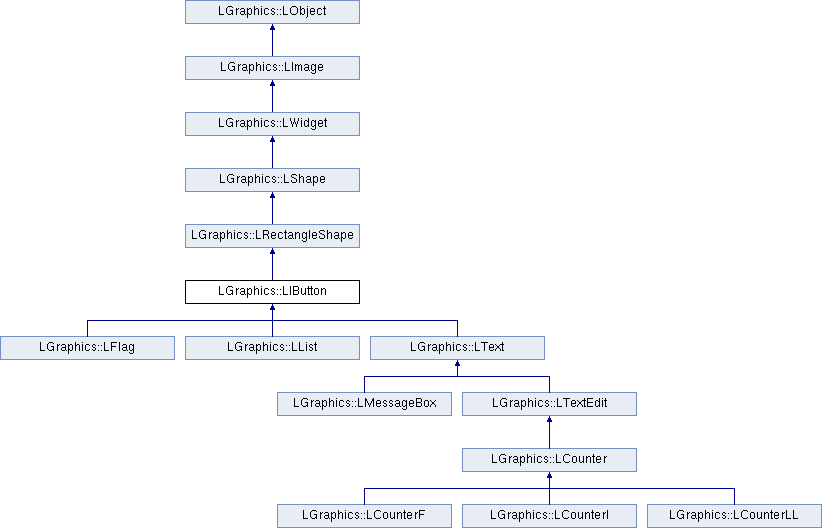 LGraphics::LObject
LGraphics::LImage
LGraphics::LWidget
LGraphics::LShape
LGraphics::LRectangleShape
LGraphics::LIButton
LGraphics::LFlag
LGraphics::LList
LGraphics::LText
LGraphics::LMessageBox
LGraphics::LTextEdit
LGraphics::LCounter
LGraphics::LCounterF
LGraphics::LCounterI
LGraphics::LCounterLL